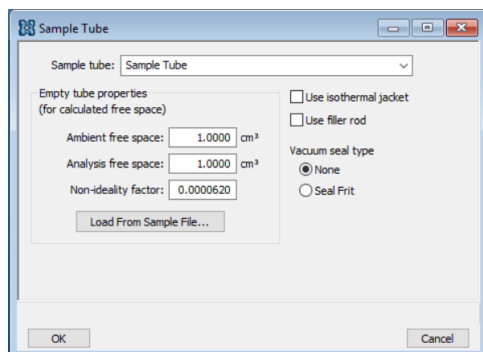 Sample Tube
Sample tube: Sample Tube
Empty tube properties
(for calculated free space)
Ambient free space: 1.0000 cm³
Analysis free space: 1.0000 cm³
Non-ideality factor: 0.0000620
Load From Sample File...
Use isothermal jacket
Use filler rod
Vacuum seal type
None
Seal Frit
OK
Cancel